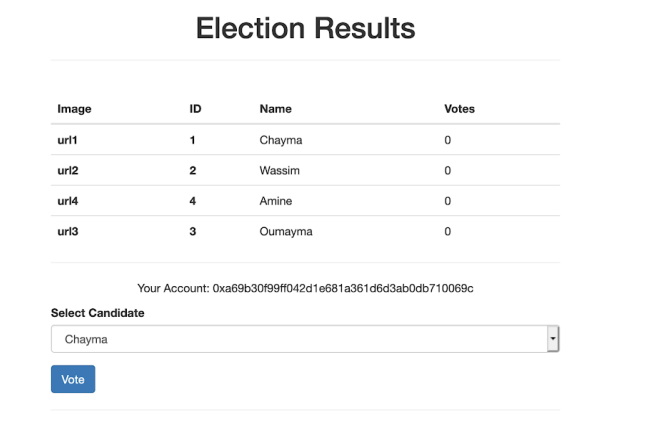 Election Results
Image ID Name Votes
url1 1 Chayma 0
url2 2 Wassim 0
url4 4 Amine 0
url3 3 Oumayma 0
Your Account: 0xa69b30f99ff042d1e681a361d6d3ab0db710069c
Select Candidate
Chayma
Vote